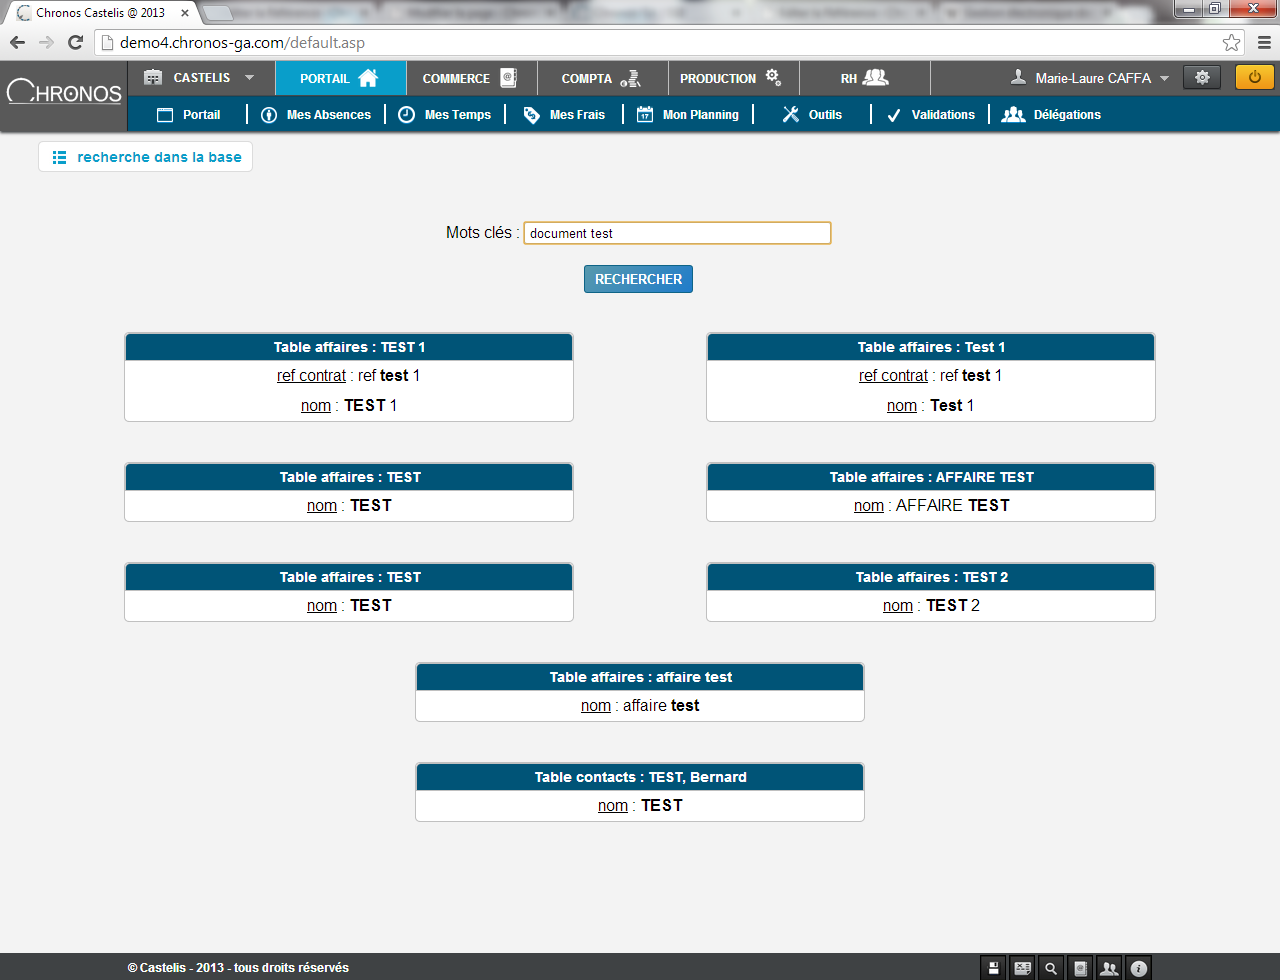 Chronos Castelis @ 2013
demo4.chronos-ga.com/default.asp
CHRONOS
CASTELIS
PORTAIL
COMMERCE
COMPTA
PRODUCTION
RH
Marie-Laure CAFFA
Portail
Mes Absences
Mes Temps
Mes Frais
17
Mon Planning
Outils
Validations
Délégations
recherche dans la base
Mots clés : document test
RECHERCHER
Table affaires : TEST 1
ref contrat : ref test 1
nom : TEST 1
Table affaires : Test 1
ref contrat : ref test 1
nom : Test 1
Table affaires : TEST
nom : TEST
Table affaires : AFFAIRE TEST
nom : AFFAIRE TEST
Table affaires : TEST
nom : TEST
Table affaires : TEST 2
nom : TEST 2
Table affaires : affaire test
nom : affaire test
Table contacts : TEST, Bernard
nom : TEST
© Castelis - 2013 - tous droits réservés